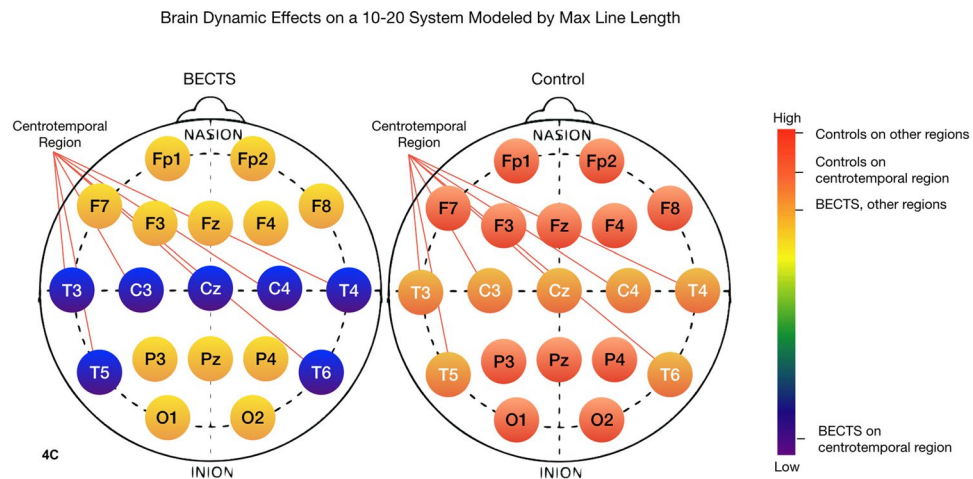 Brain Dynamic Effects on a 10-20 System Modeled by Max Line Length
BECTS
Centrotemporal
Region
NASION
Fp1 Fp2
F7 F3 Fz F4 F8
T3 C3 Cz C4 T4
T5 P3 Pz P4 T6
O1 O2
INION
4C
Control
Centrotemporal
Region
NASION
Fp1 Fp2
F7 F3 Fz F4 F8
T3 C3 Cz C4 T4
T5 P3 Pz P4 T6
O1 O2
INION
High
Controls on other regions
Controls on
centrotemporal region
BECTS, other regions
BECTS on
centrotemporal region
Low